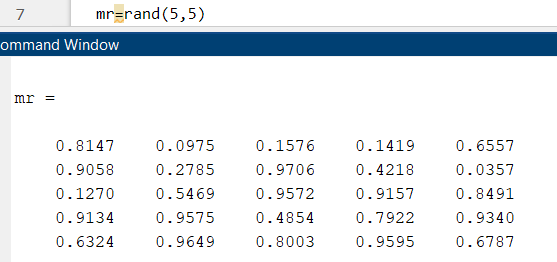 7 mr=rand(5,5)
ommand Window
mr =
0.8147 0.0975 0.1576 0.1419 0.6557
0.9058 0.2785 0.9706 0.4218 0.0357
0.1270 0.5469 0.9572 0.9157 0.8491
0.9134 0.9575 0.4854 0.7922 0.9340
0.6324 0.9649 0.8003 0.9595 0.6787